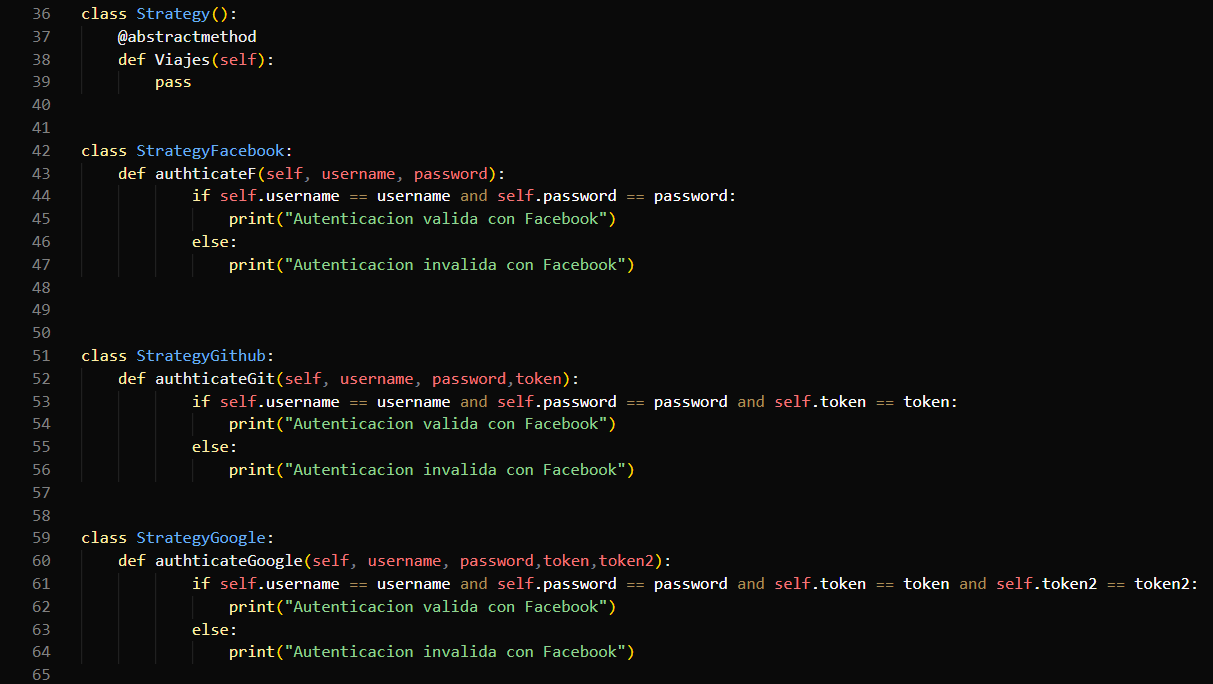 36 class Strategy():
37     @abstractmethod
38     def Viajes(self):
39         pass
40
41
42 class StrategyFacebook:
43     def authticateF(self, username, password):
44             if self.username == username and self.password == password:
45                 print("Autenticacion valida con Facebook")
46             else:
47                 print("Autenticacion invalida con Facebook")
48
49
50
51 class StrategyGithub:
52     def authticateGit(self, username, password,token):
53             if self.username == username and self.password == password and self.token == token:
54                 print("Autenticacion valida con Facebook")
55             else:
56                 print("Autenticacion invalida con Facebook")
57
58
59 class StrategyGoogle:
60     def authticateGoogle(self, username, password,token,token2):
61             if self.username == username and self.password == password and self.token == token and self.token2 == token2:
62                 print("Autenticacion valida con Facebook")
63             else:
64                 print("Autenticacion invalida con Facebook")
65